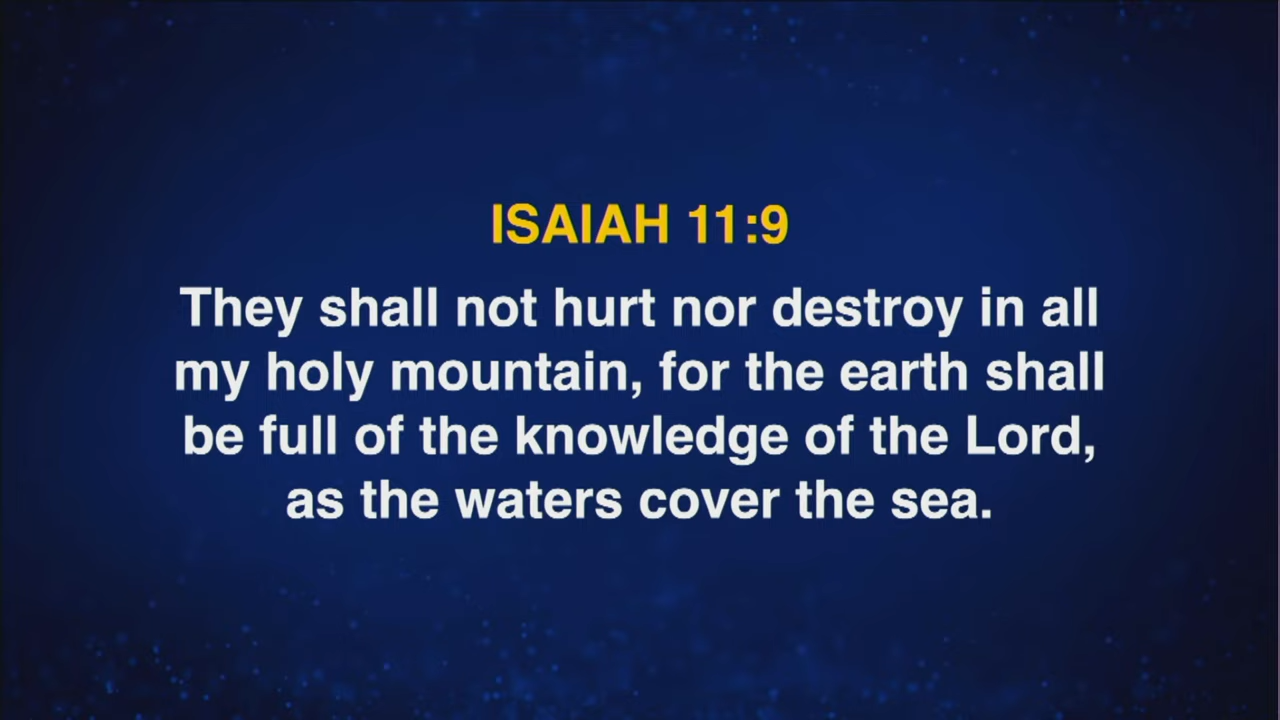 ISAIAH 11:9
They shall not hurt nor destroy in all
my holy mountain, for the earth shall
be full of the knowledge of the Lord,
as the waters cover the sea.